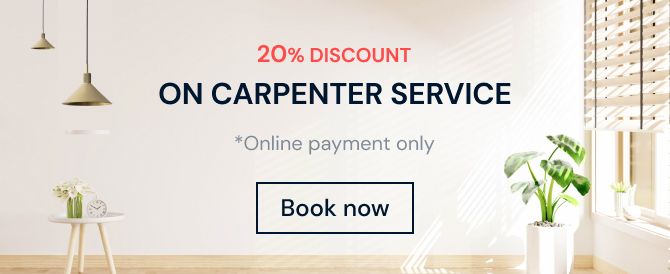 20% DISCOUNT
ON CARPENTER SERVICE
*Online payment only
Book now